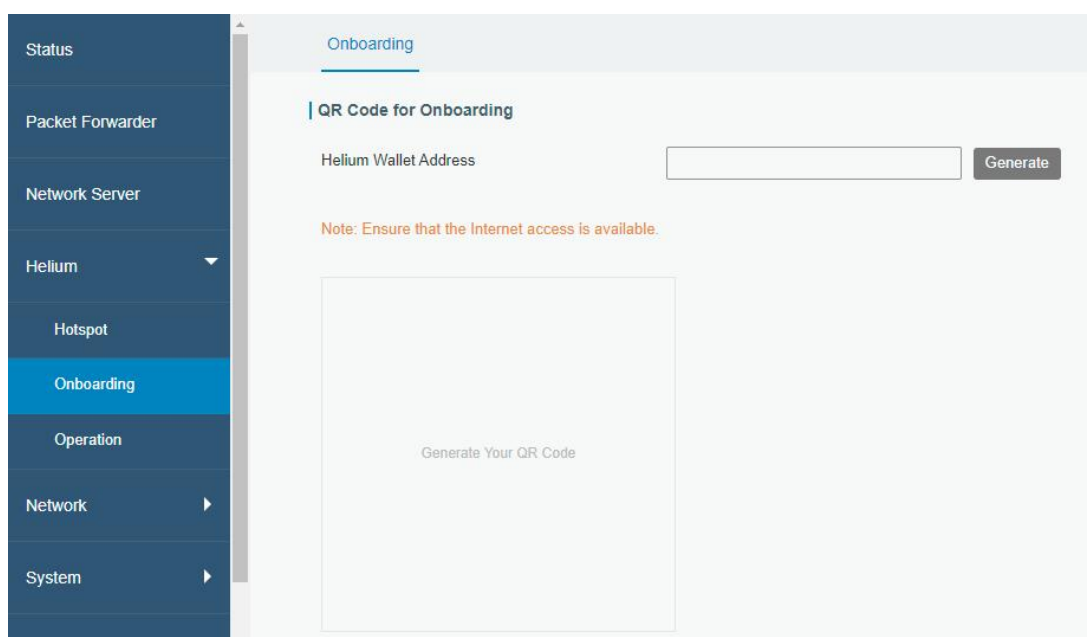 Status
Packet Forwarder
Network Server
Helium
Hotspot
Onboarding
Operation
Network
System
Onboarding
QR Code for Onboarding
Helium Wallet Address
Generate
Note: Ensure that the Internet access is available.
Generate Your QR Code